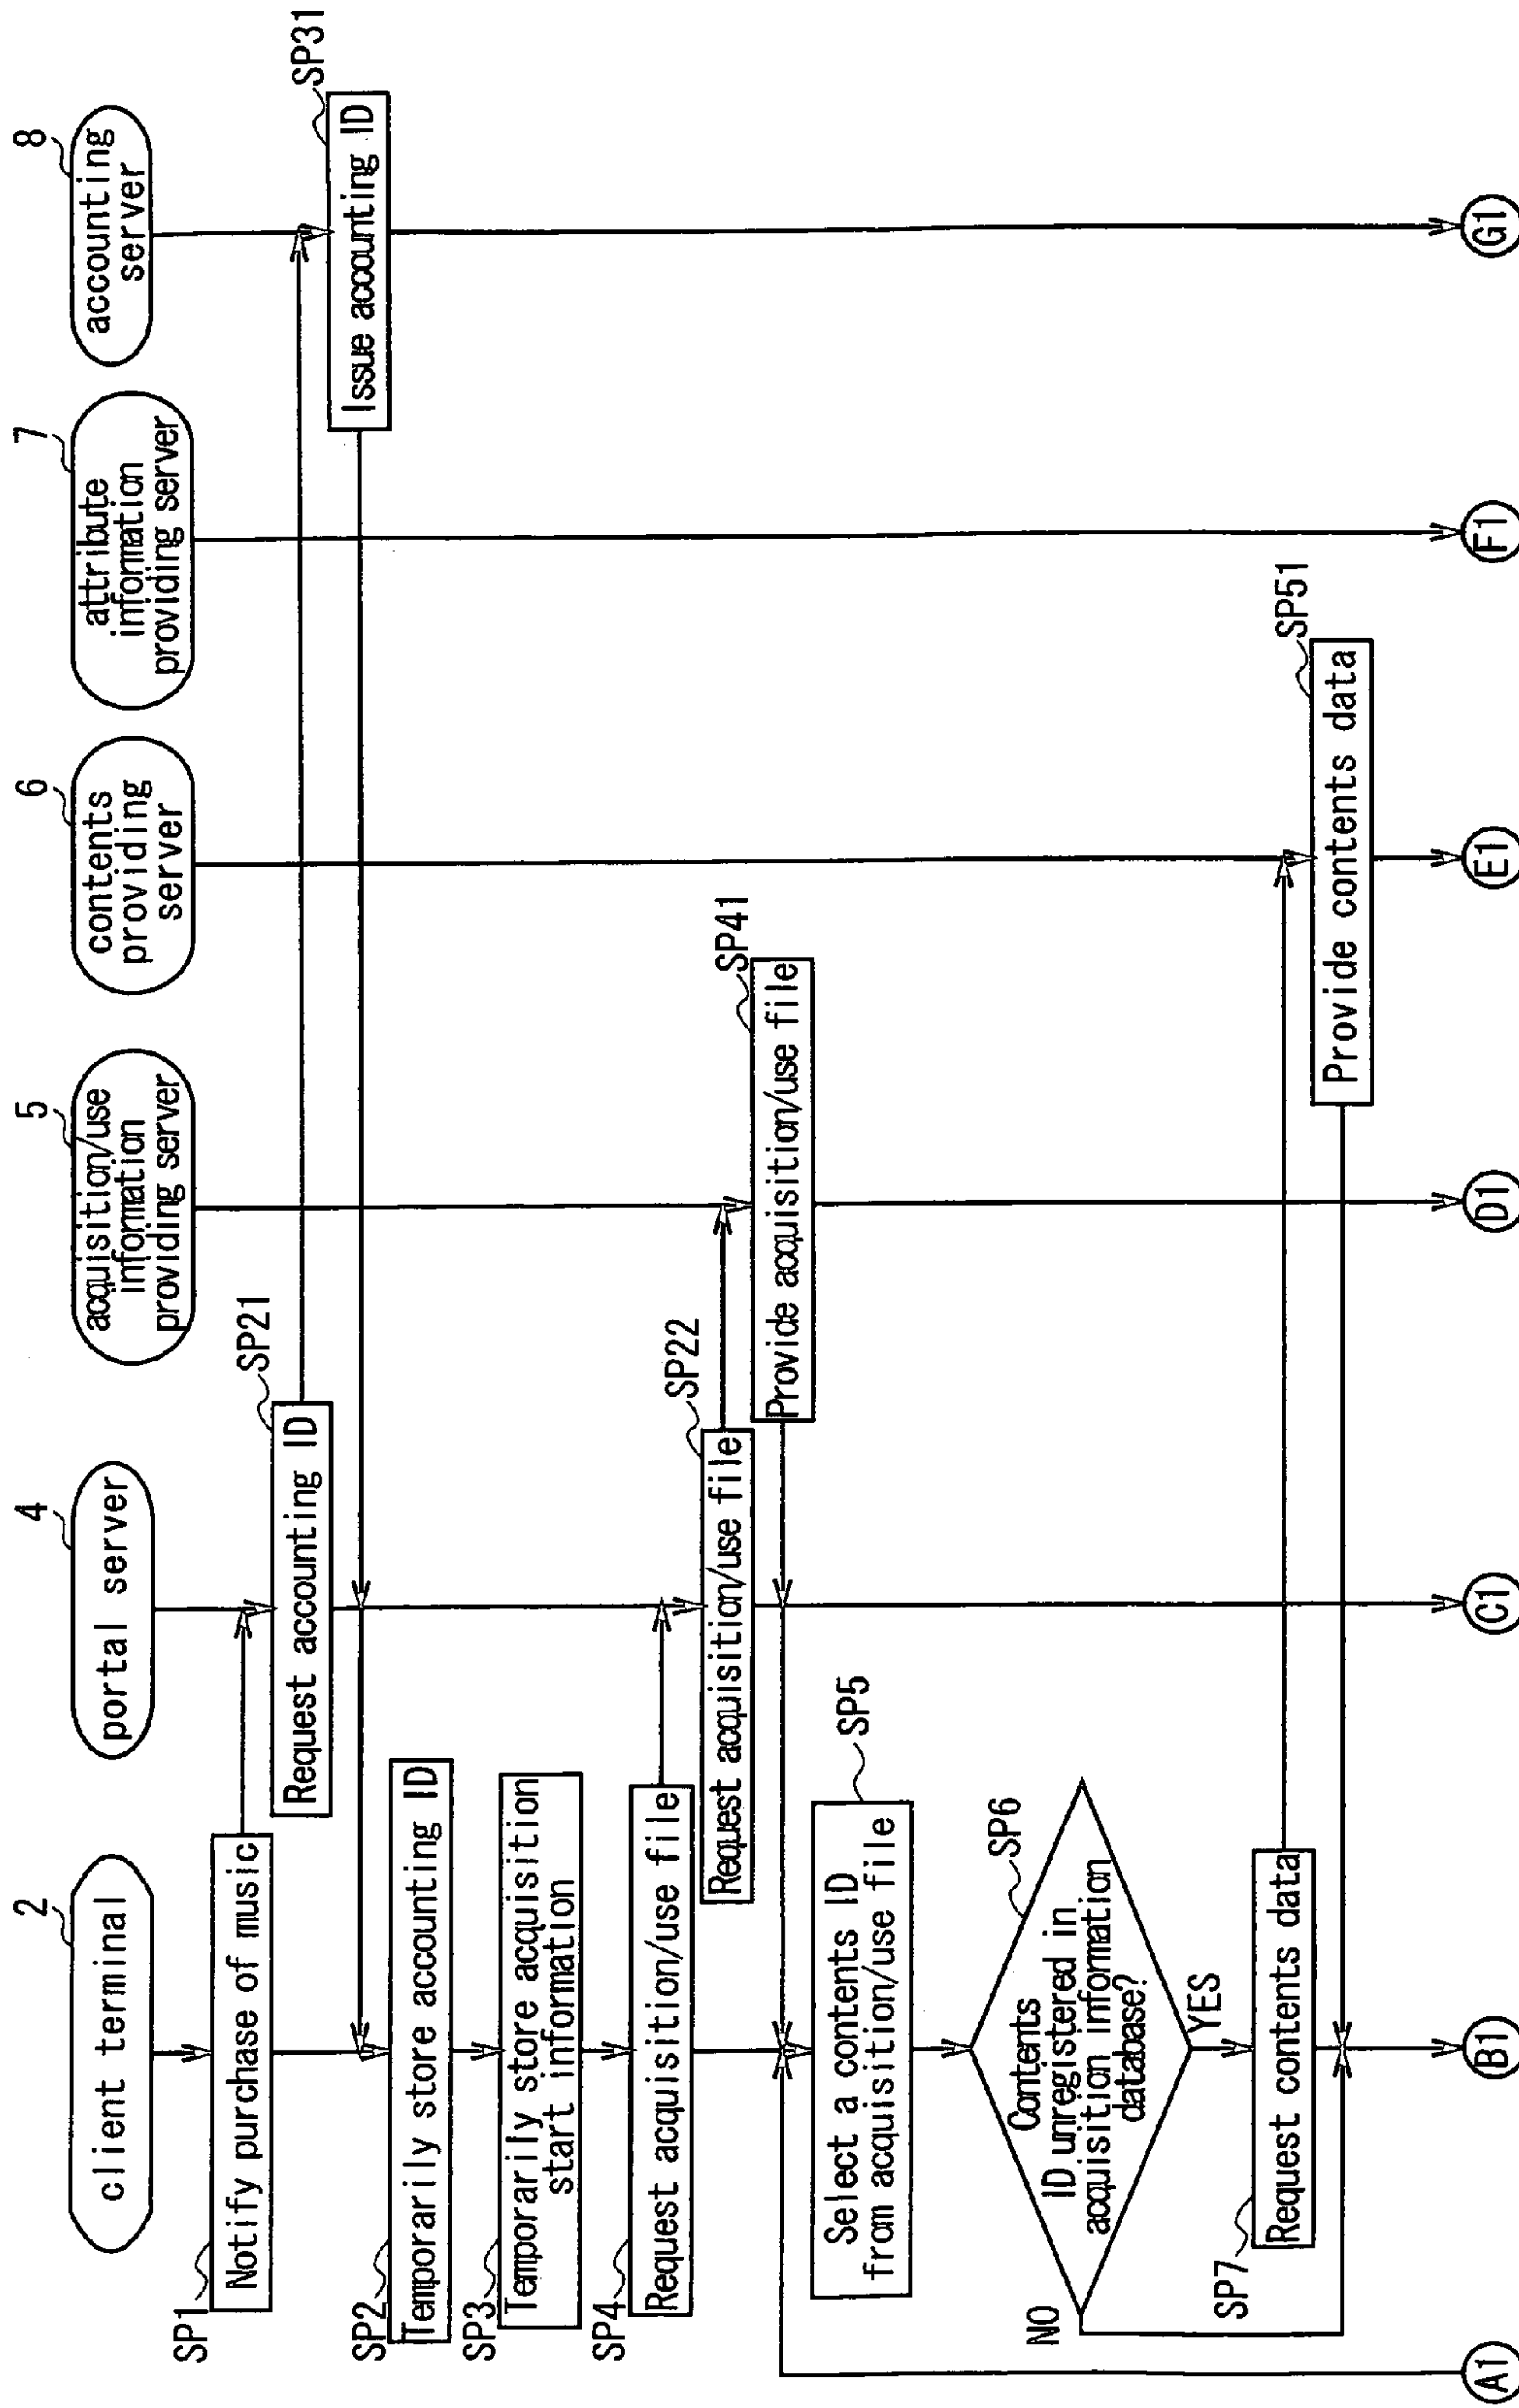 2
client terminal
4
portal server
5
acquisition/use
information
providing server
6
contents
providing
server
7
attribute
information
providing server
8
accounting
server
SP1
Notify purchase of music
SP21
Request accounting ID
SP31
Issue accounting ID
SP2
Temporarily store accounting ID
SP3
Temporarily store acquisition
start information
SP4
Request acquisition/use file
SP22
Request acquisition/use file
SP41
Provide acquisition/use file
SP5
Select a contents ID
from acquisition/use file
SP6
Contents
ID unregistered in
acquisition information
database?
NO
YES
SP7
Request contents data
SP51
Provide contents data
A1
B1
C1
D1
E1
F1
G1